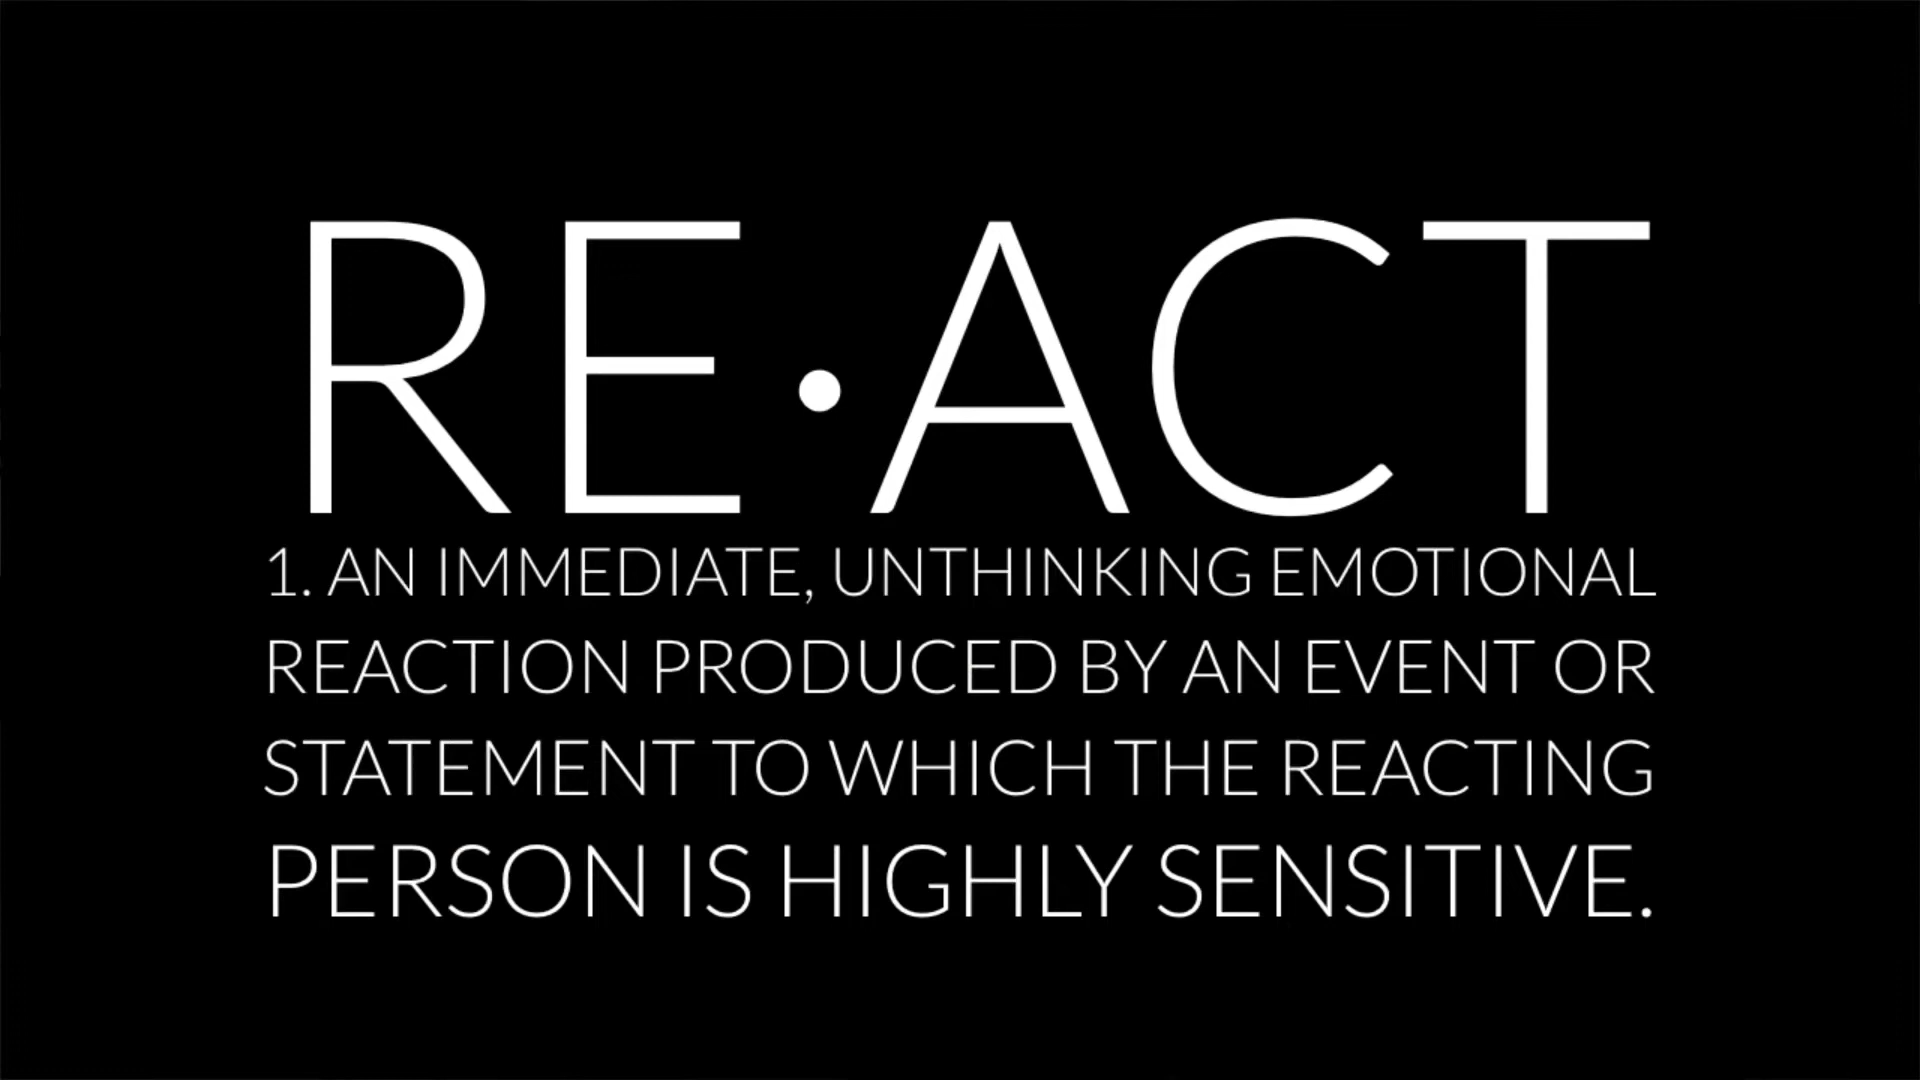 RE·ACT
1. AN IMMEDIATE, UNTHINKING EMOTIONAL
REACTION PRODUCED BY AN EVENT OR
STATEMENT TO WHICH THE REACTING
PERSON IS HIGHLY SENSITIVE.